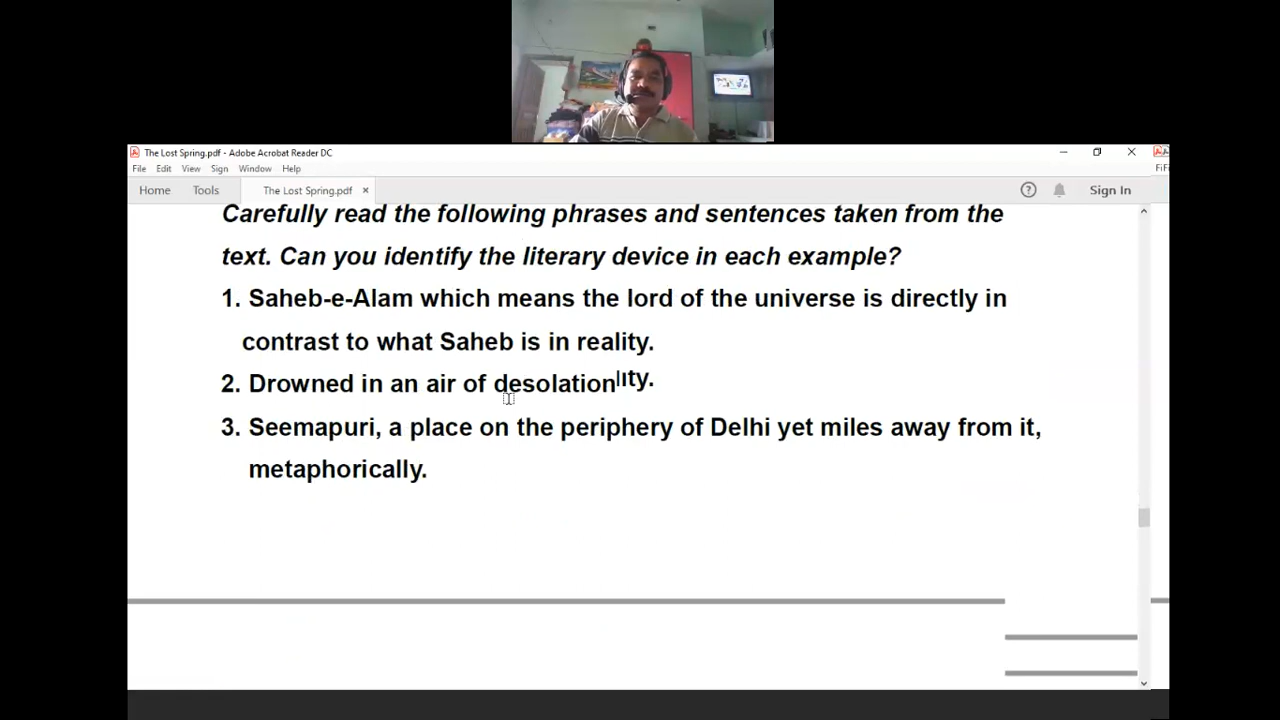 The Lost Spring.pdf - Adobe Acrobat Reader DC
File Edit View Sign Window Help
Home Tools The Lost Spring.pdf × Sign In
Carefully read the following phrases and sentences taken from the
text. Can you identify the literary device in each example?
1. Saheb-e-Alam which means the lord of the universe is directly in
contrast to what Saheb is in reality.
2. Drowned in an air of desolation
lity.
3. Seemapuri, a place on the periphery of Delhi yet miles away from it,
metaphorically.